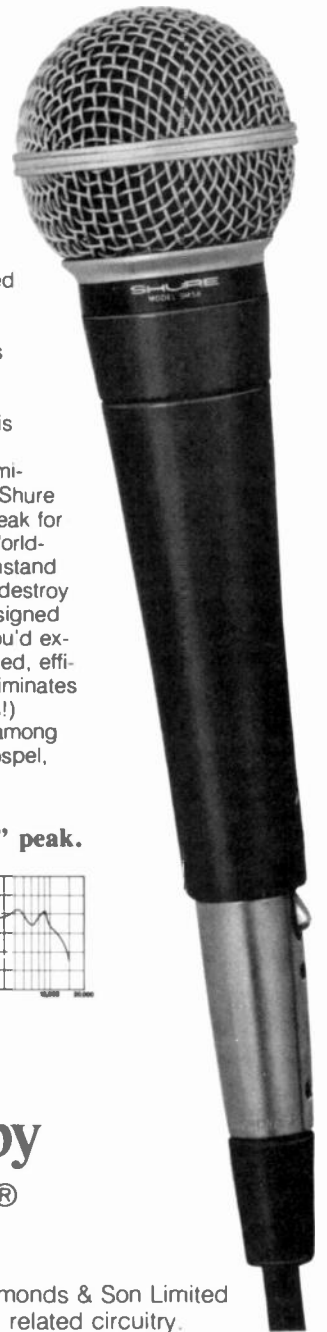 SHURE
MODEL SM58
ed
s
is
mi-
Shure
eak for
orld-
nstand
destroy
signed
ou'd ex-
ed, effi-
iminates
s!)
among
ospel,
” peak.
10,000 20,000
by
®
monds & Son Limited
related circuitry.